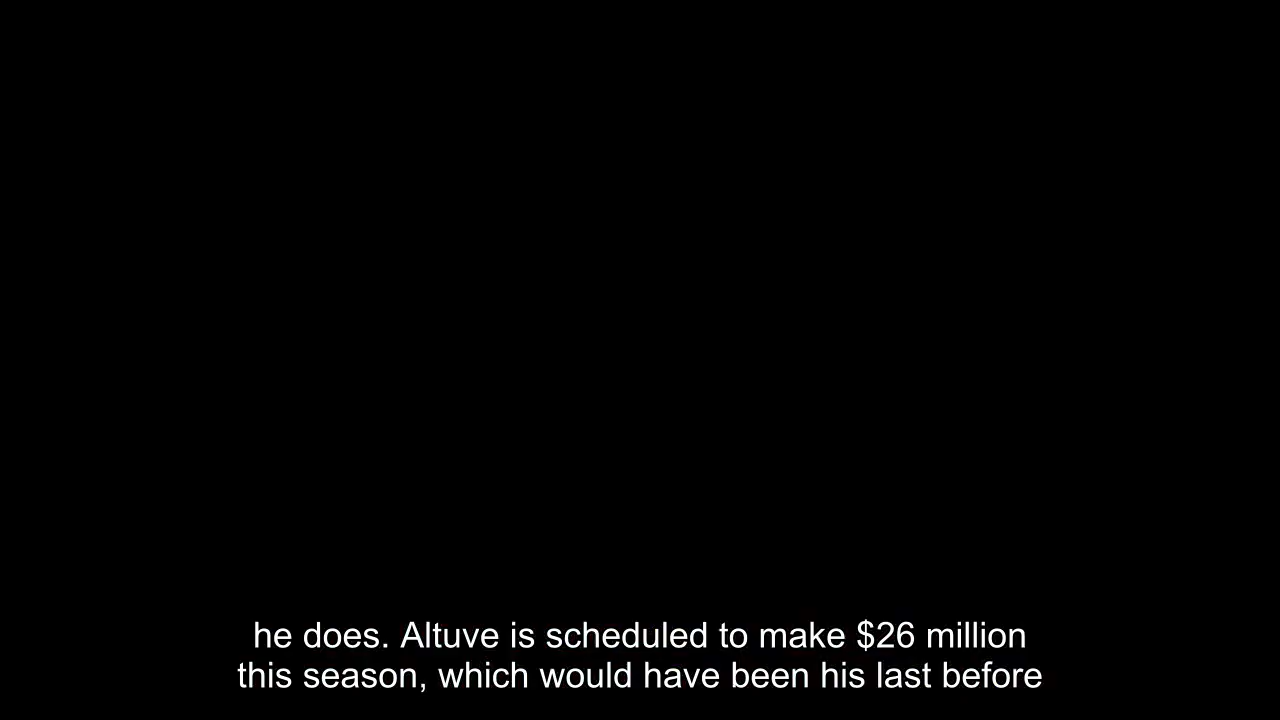 he does. Altuve is scheduled to make $26 million
this season, which would have been his last before